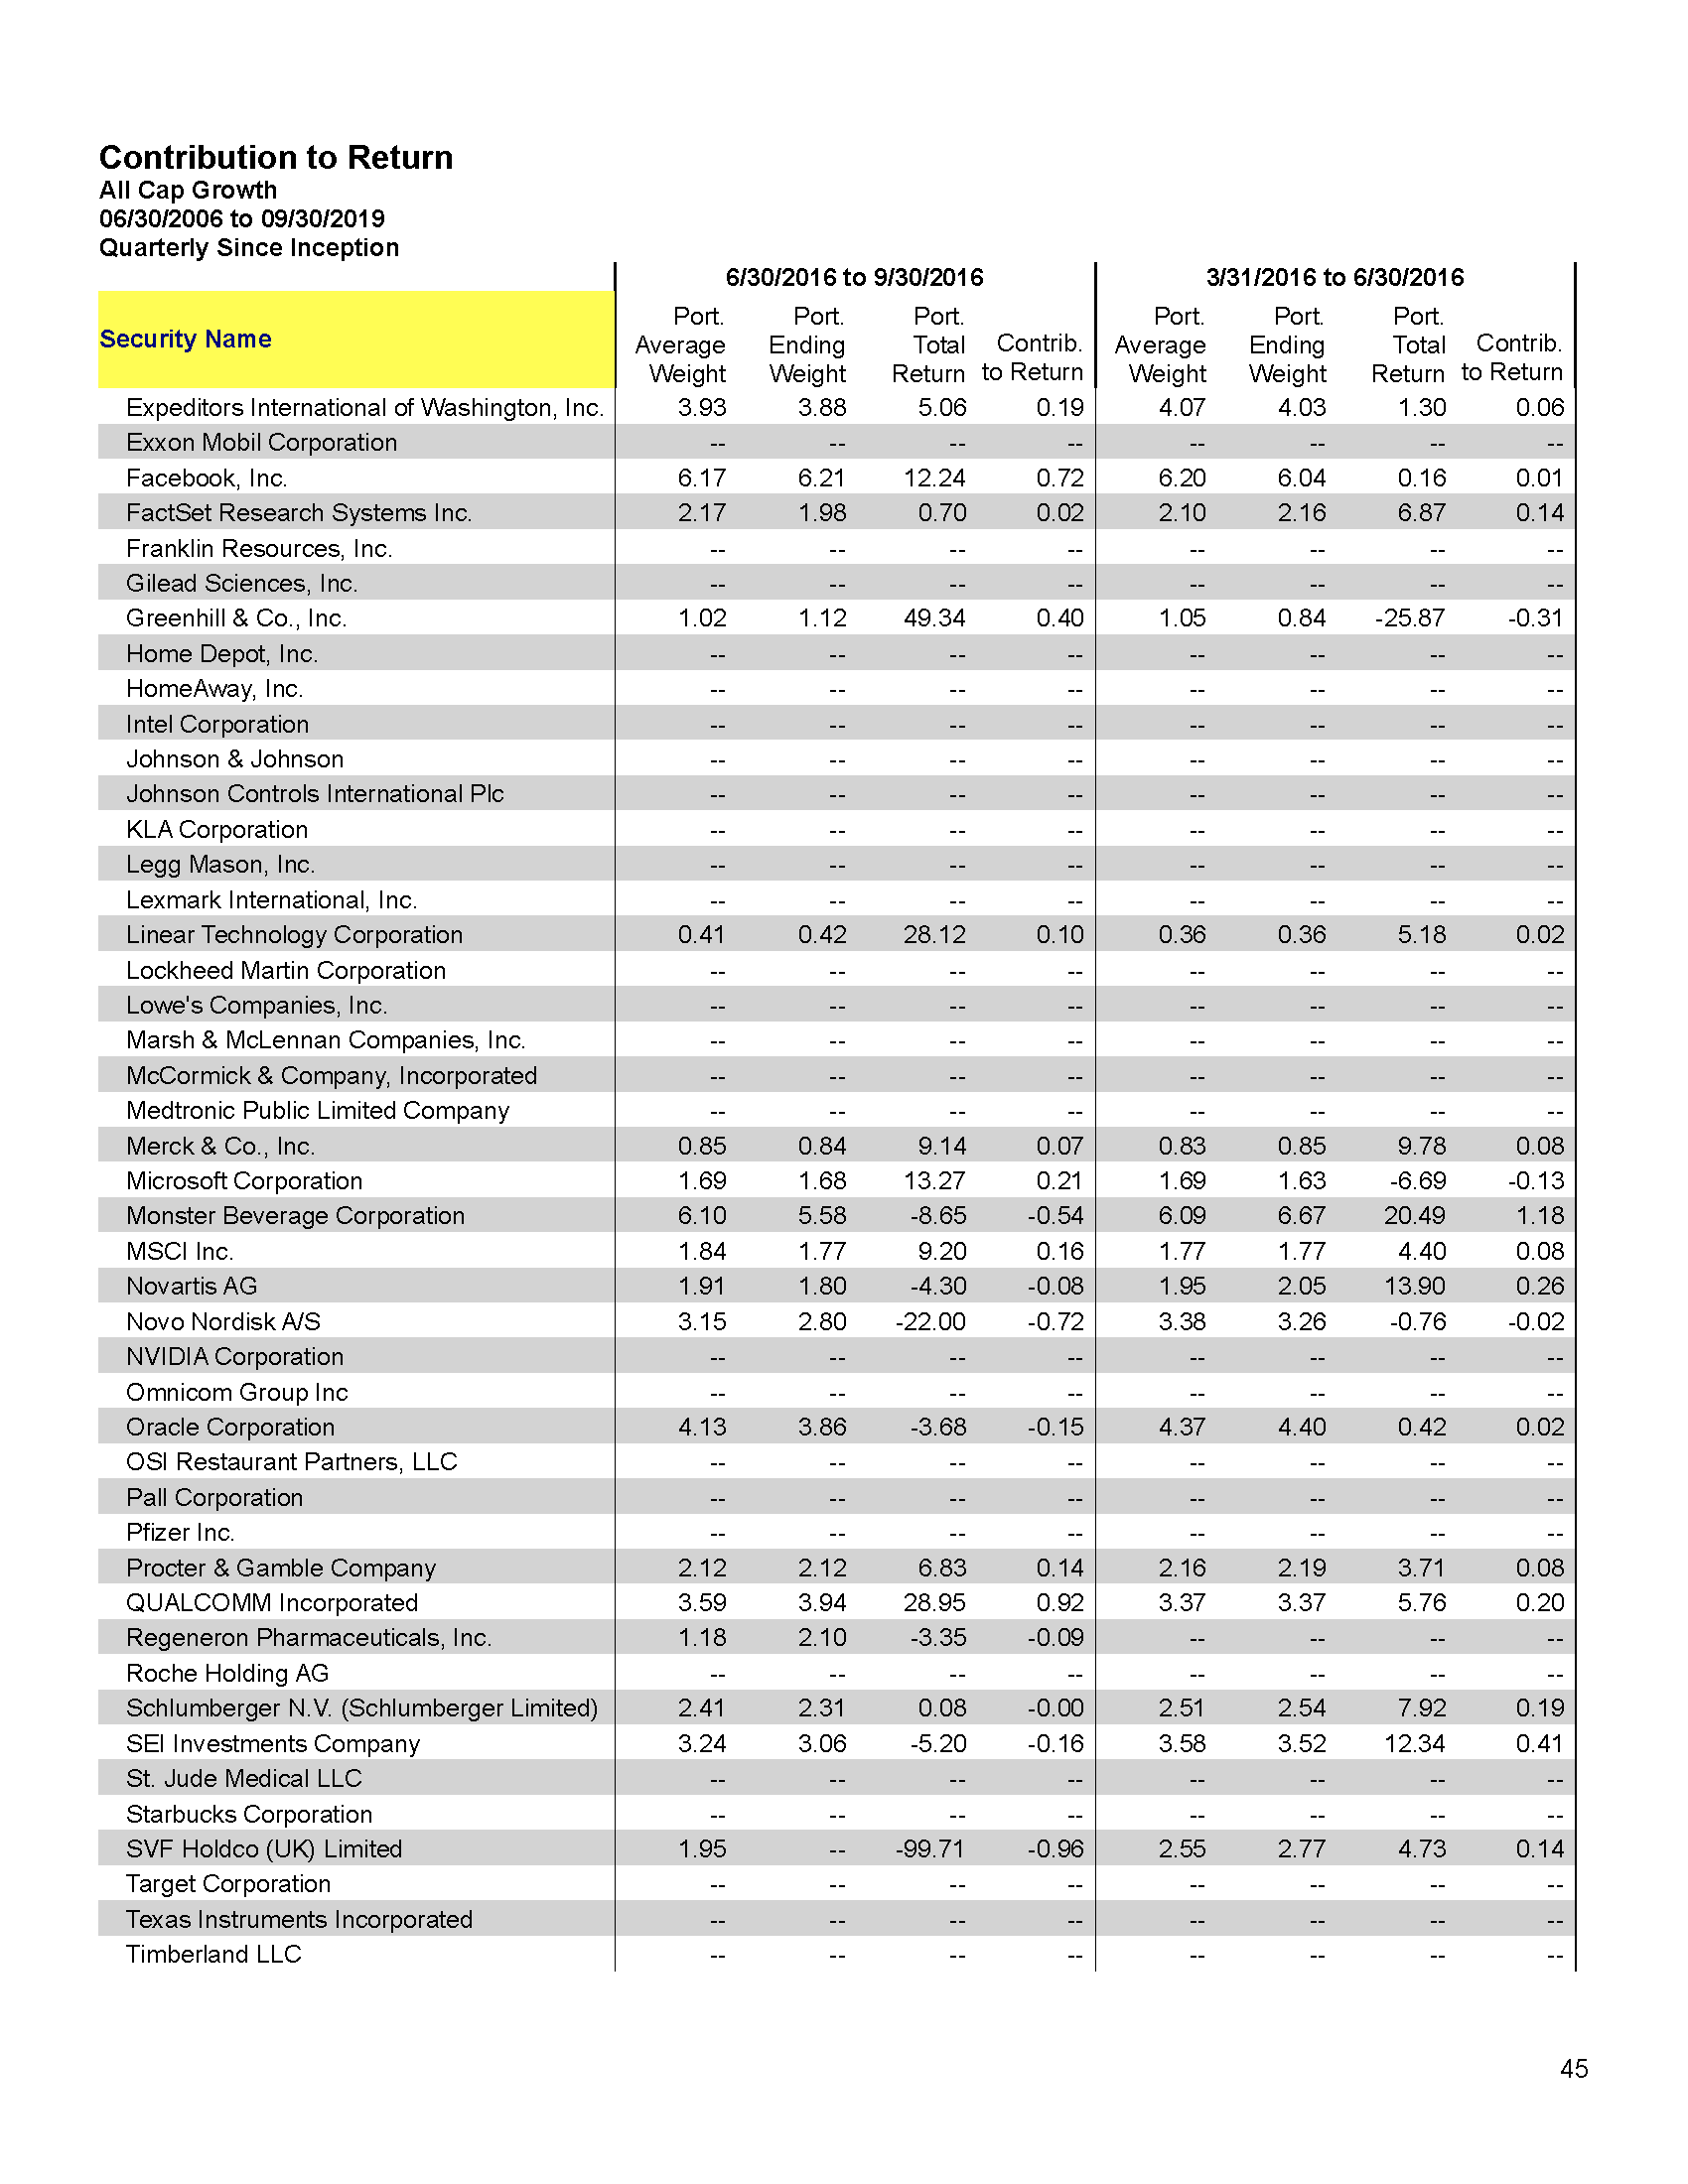 Contribution to Return
All Cap Growth
06/30/2006 to 09/30/2019
Quarterly Since Inception
6/30/2016 to 9/30/2016 3/31/2016 to 6/30/2016
Security Name Port. Average Weight Port. Ending Weight Port. Total Return Contrib. to Return Port. Average Weight Port. Ending Weight Port. Total Return Contrib. to Return
Expeditors International of Washington, Inc. 3.93 3.88 5.06 0.19 4.07 4.03 1.30 0.06
Exxon Mobil Corporation -- -- -- -- -- -- -- --
Facebook, Inc. 6.17 6.21 12.24 0.72 6.20 6.04 0.16 0.01
FactSet Research Systems Inc. 2.17 1.98 0.70 0.02 2.10 2.16 6.87 0.14
Franklin Resources, Inc. -- -- -- -- -- -- -- --
Gilead Sciences, Inc. -- -- -- -- -- -- -- --
Greenhill & Co., Inc. 1.02 1.12 49.34 0.40 1.05 0.84 -25.87 -0.31
Home Depot, Inc. -- -- -- -- -- -- -- --
HomeAway, Inc. -- -- -- -- -- -- -- --
Intel Corporation -- -- -- -- -- -- -- --
Johnson & Johnson -- -- -- -- -- -- -- --
Johnson Controls International Plc -- -- -- -- -- -- -- --
KLA Corporation -- -- -- -- -- -- -- --
Legg Mason, Inc. -- -- -- -- -- -- -- --
Lexmark International, Inc. -- -- -- -- -- -- -- --
Linear Technology Corporation 0.41 0.42 28.12 0.10 0.36 0.36 5.18 0.02
Lockheed Martin Corporation -- -- -- -- -- -- -- --
Lowe's Companies, Inc. -- -- -- -- -- -- -- --
Marsh & McLennan Companies, Inc. -- -- -- -- -- -- -- --
McCormick & Company, Incorporated -- -- -- -- -- -- -- --
Medtronic Public Limited Company -- -- -- -- -- -- -- --
Merck & Co., Inc. 0.85 0.84 9.14 0.07 0.83 0.85 9.78 0.08
Microsoft Corporation 1.69 1.68 13.27 0.21 1.69 1.63 -6.69 -0.13
Monster Beverage Corporation 6.10 5.58 -8.65 -0.54 6.09 6.67 20.49 1.18
MSCI Inc. 1.84 1.77 9.20 0.16 1.77 1.77 4.40 0.08
Novartis AG 1.91 1.80 -4.30 -0.08 1.95 2.05 13.90 0.26
Novo Nordisk A/S 3.15 2.80 -22.00 -0.72 3.38 3.26 -0.76 -0.02
NVIDIA Corporation -- -- -- -- -- -- -- --
Omnicom Group Inc -- -- -- -- -- -- -- --
Oracle Corporation 4.13 3.86 -3.68 -0.15 4.37 4.40 0.42 0.02
OSI Restaurant Partners, LLC -- -- -- -- -- -- -- --
Pall Corporation -- -- -- -- -- -- -- --
Pfizer Inc. -- -- -- -- -- -- -- --
Procter & Gamble Company 2.12 2.12 6.83 0.14 2.16 2.19 3.71 0.08
QUALCOMM Incorporated 3.59 3.94 28.95 0.92 3.37 3.37 5.76 0.20
Regeneron Pharmaceuticals, Inc. 1.18 2.10 -3.35 -0.09 -- -- -- --
Roche Holding AG -- -- -- -- -- -- -- --
Schlumberger N.V. (Schlumberger Limited) 2.41 2.31 0.08 -0.00 2.51 2.54 7.92 0.19
SEI Investments Company 3.24 3.06 -5.20 -0.16 3.58 3.52 12.34 0.41
St. Jude Medical LLC -- -- -- -- -- -- -- --
Starbucks Corporation -- -- -- -- -- -- -- --
SVF Holdco (UK) Limited 1.95 -- -99.71 -0.96 2.55 2.77 4.73 0.14
Target Corporation -- -- -- -- -- -- -- --
Texas Instruments Incorporated -- -- -- -- -- -- -- --
Timberland LLC -- -- -- -- -- -- -- --
45